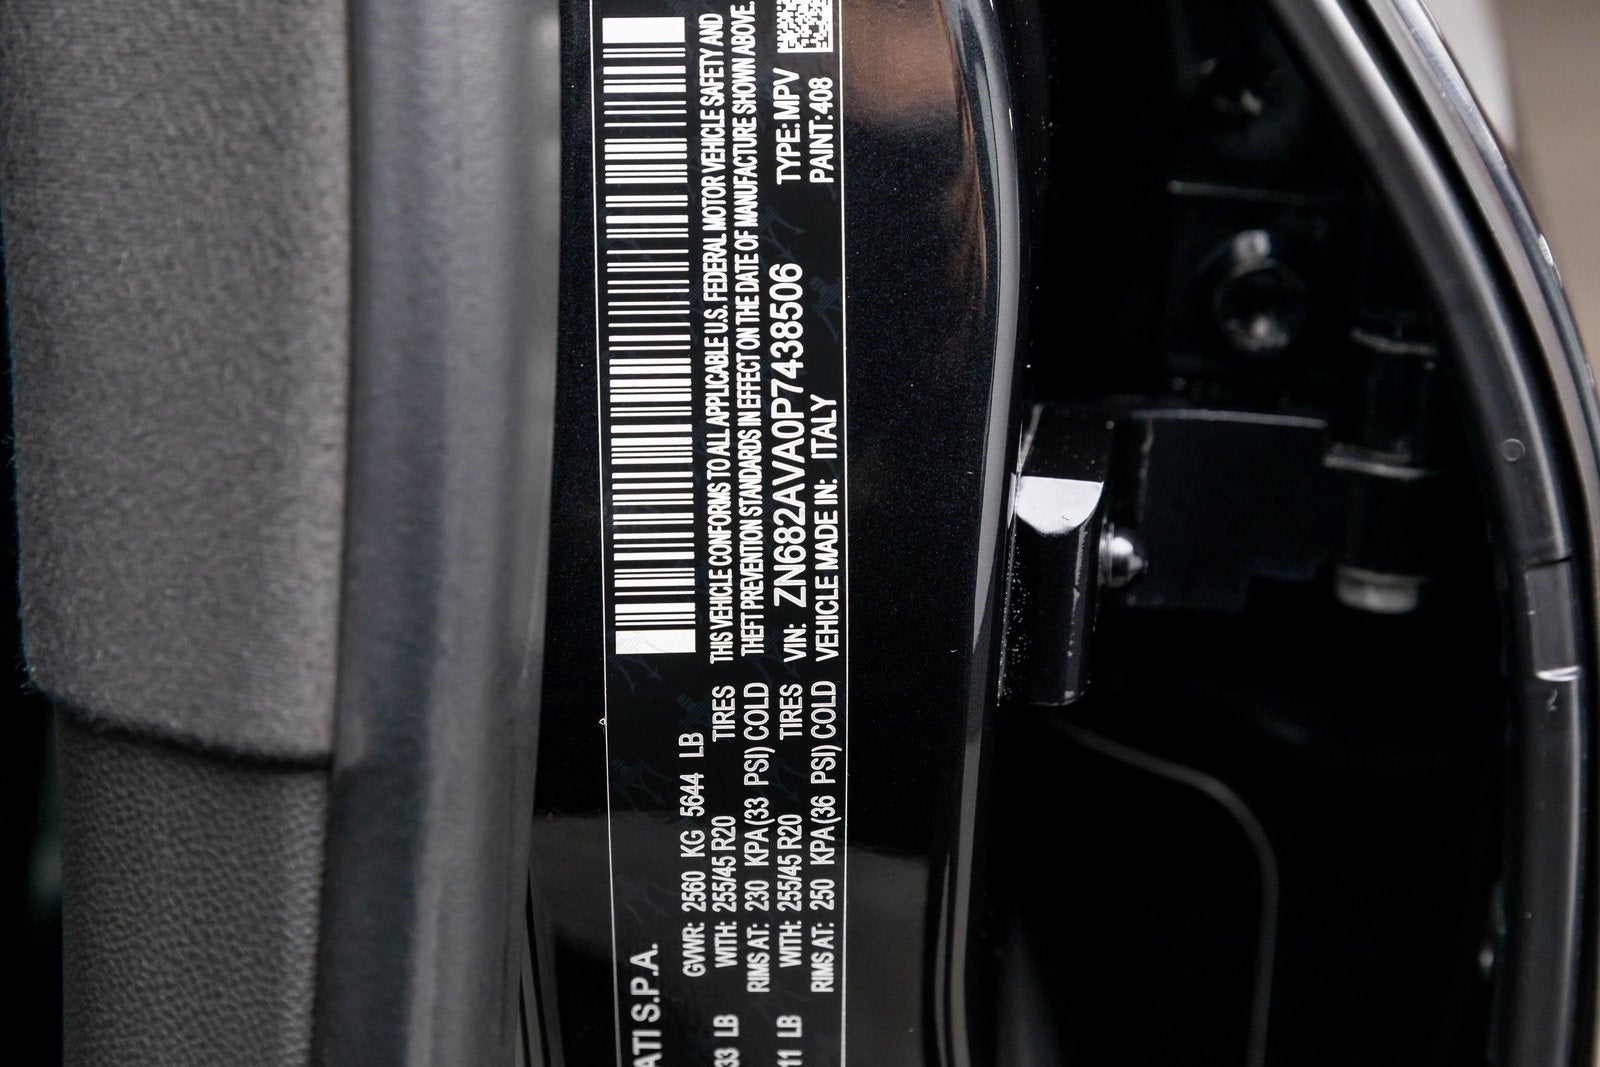 ATI S.P.A.
GVWR: 2560 KG 5644 LB
33 LB WITH: 255/45 R20 TIRES
RIMS AT: 230 KPA(33 PSI) COLD
11 LB WITH: 255/45 R20 TIRES
RIMS AT: 250 KPA(36 PSI) COLD
THIS VEHICLE CONFORMS TO ALL APPLICABLE U.S. FEDERAL MOTOR VEHICLE SAFETY AND
THEFT PREVENTION STANDARDS IN EFFECT ON THE DATE OF MANUFACTURE SHOWN ABOVE.
VIN: ZN682AVA0P7438506 TYPE: MPV
VEHICLE MADE IN: ITALY PAINT: 408